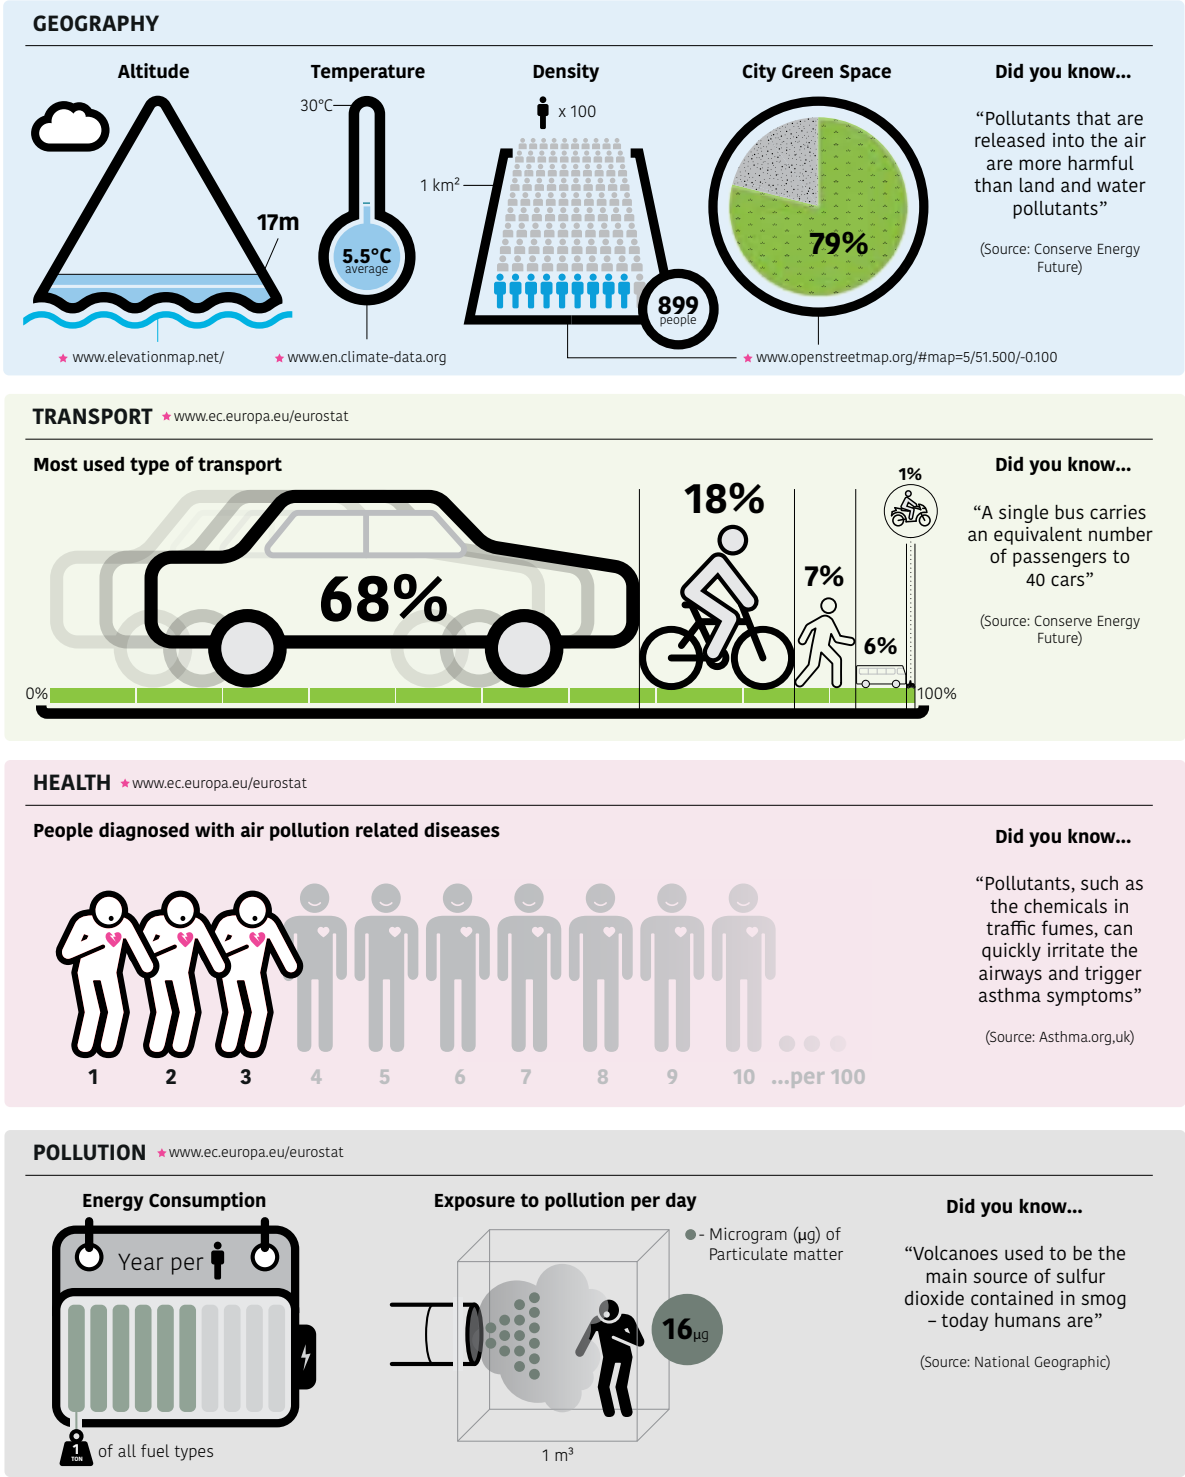 GEOGRAPHY
Altitude
Temperature
Density
City Green Space
Did you know...
30°C
x 100
1 km²
17m
5.5°C
average
899
people
79%
“Pollutants that are
released into the air
are more harmful
than land and water
pollutants”
(Source: Conserve Energy
Future)
www.elevationmap.net/
www.en.climate-data.org
www.openstreetmap.org/#map=5/51.500/-0.100
TRANSPORT
www.ec.europa.eu/eurostat
Most used type of transport
68%
18%
7%
6%
1%
0%
100%
Did you know...
“A single bus carries
an equivalent number
of passengers to
40 cars”
(Source: Conserve Energy
Future)
HEALTH
www.ec.europa.eu/eurostat
People diagnosed with air pollution related diseases
1 2 3 4 5 6 7 8 9 10 ...per 100
Did you know...
“Pollutants, such as
the chemicals in
traffic fumes, can
quickly irritate the
airways and trigger
asthma symptoms”
(Source: Asthma.org,uk)
POLLUTION
www.ec.europa.eu/eurostat
Energy Consumption
Year per
1
TON
of all fuel types
Exposure to pollution per day
- Microgram (µg) of
Particulate matter
16µg
1 m³
Did you know...
“Volcanoes used to be the
main source of sulfur
dioxide contained in smog
– today humans are”
(Source: National Geographic)